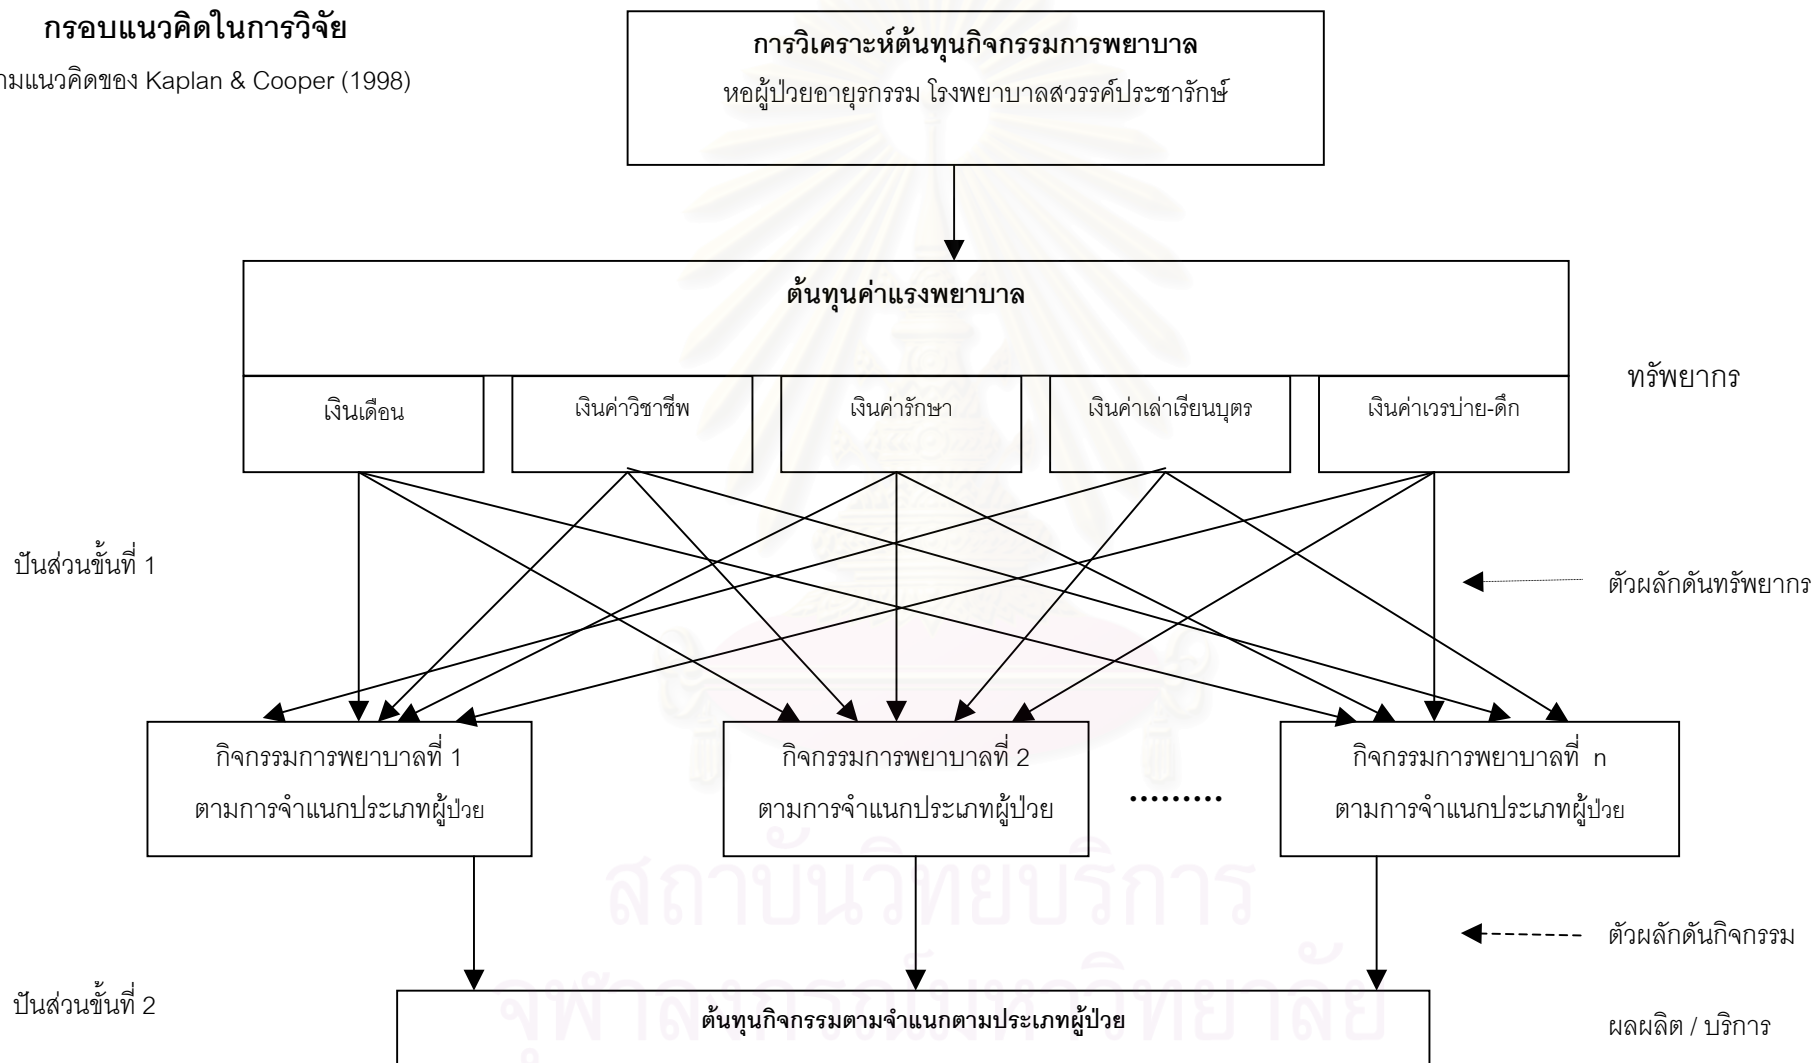 กรอบแนวคิดในการวิจัย
ามแนวคิดของ Kaplan & Cooper (1998)
การวิเคราะห์ต้นทุนกิจกรรมการพยาบาล
หอผู้ป่วยอายุรกรรม โรงพยาบาลสวรรค์ประชารักษ์
ต้นทุนค่าแรงพยาบาล
ทรัพยากร
เงินเดือน
เงินค่าวิชาชีพ
เงินค่ารักษา
เงินค่าเล่าเรียนบุตร
เงินค่าเวรบ่าย-ดึก
ปันส่วนขั้นที่ 1
ตัวผลักดันทรัพยากร
กิจกรรมการพยาบาลที่ 1
ตามการจำแนกประเภทผู้ป่วย
กิจกรรมการพยาบาลที่ 2
ตามการจำแนกประเภทผู้ป่วย
.........
กิจกรรมการพยาบาลที่ n
ตามการจำแนกประเภทผู้ป่วย
สถาบันวิทยบริการ
ตัวผลักดันกิจกรรม
จุฬาลงกรณ์มหาวิทยาลัย
ปันส่วนขั้นที่ 2
ต้นทุนกิจกรรมตามจำแนกตามประเภทผู้ป่วย
ผลผลิต / บริการ